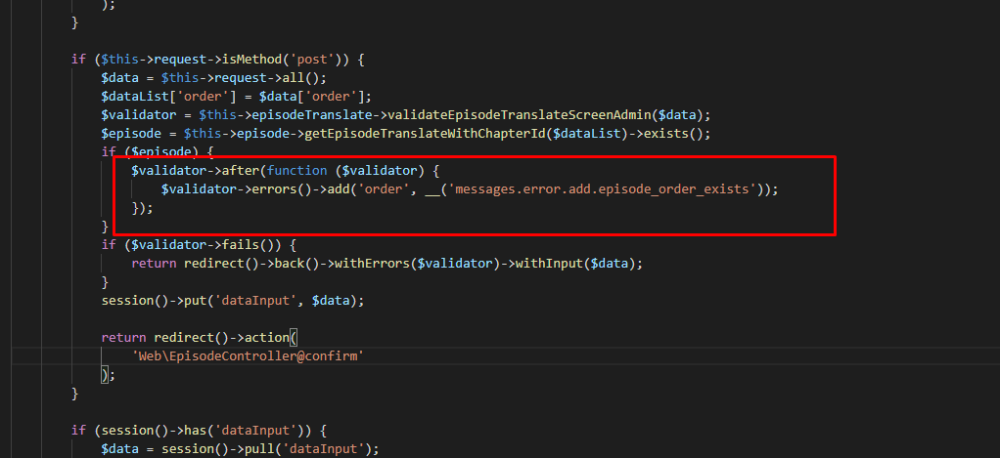 );
}
if ($this->request->isMethod('post')) {
$data = $this->request->all();
$dataList['order'] = $data['order'];
$validator = $this->episodeTranslate->validateEpisodeTranslateScreenAdmin($data);
$episode = $this->episode->getEpisodeTranslateWithChapterId($dataList)->exists();
if ($episode) {
$validator->after(function ($validator) {
$validator->errors()->add('order', __('messages.error.add.episode_order_exists'));
});
}
if ($validator->fails()) {
return redirect()->back()->withErrors($validator)->withInput($data);
}
session()->put('dataInput', $data);
return redirect()->action(
'Web\EpisodeController@confirm'
);
}
if (session()->has('dataInput')) {
$data = session()->pull('dataInput');